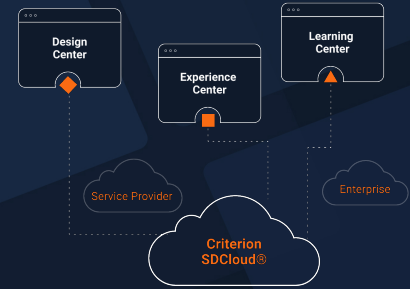 Design
Center
Experience
Center
Learning
Center
Service Provider
Enterprise
Criterion
SDCloud®